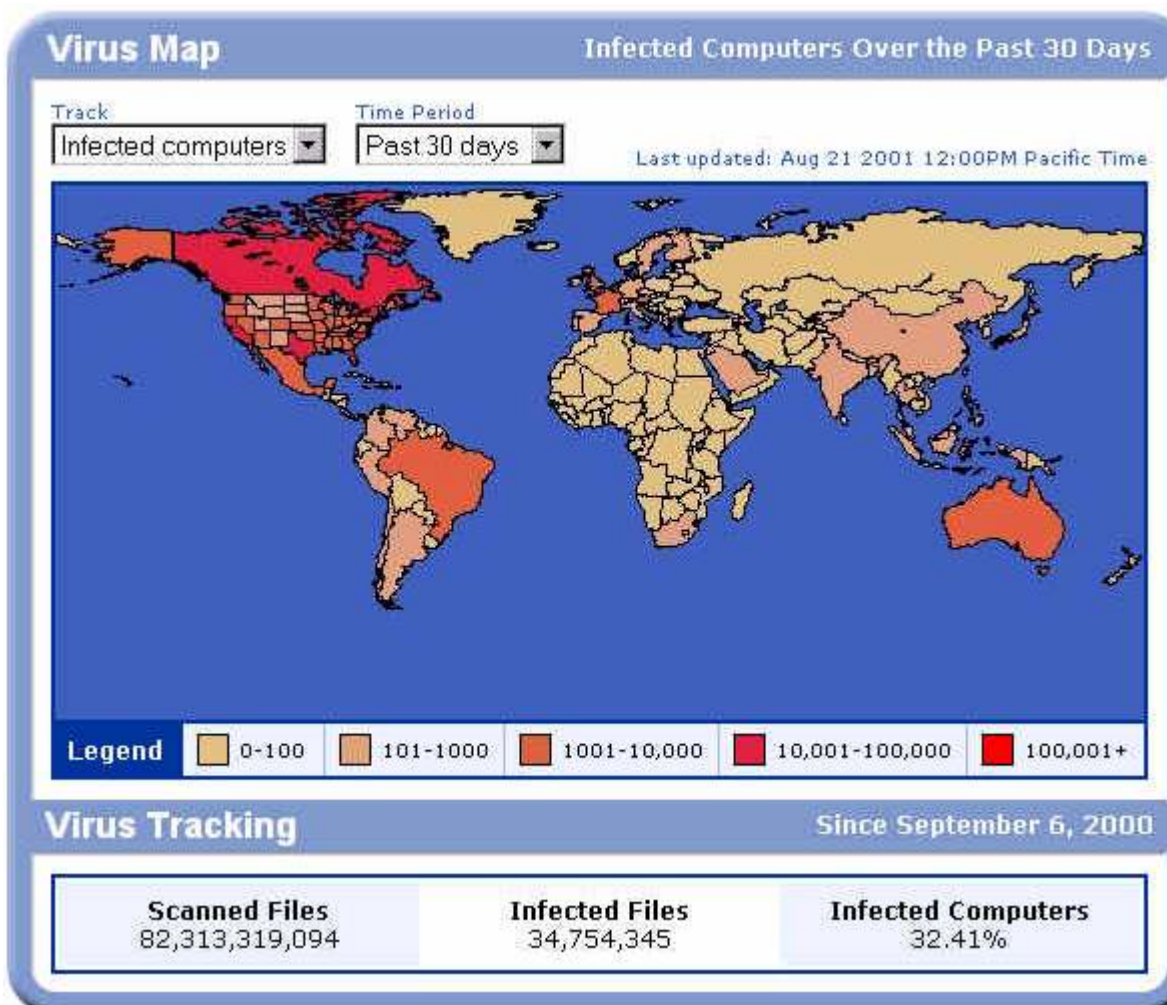 Virus Map
Infected Computers Over the Past 30 Days
Track
Time Period
Infected computers
Past 30 days
Last updated: Aug 21 2001 12:00PM Pacific Time
Legend
0-100
101-1000
1001-10,000
10,001-100,000
100,001+
Virus Tracking
Since September 6, 2000
Scanned Files
Infected Files
Infected Computers
82,313,319,094
34,754,345
32.41%